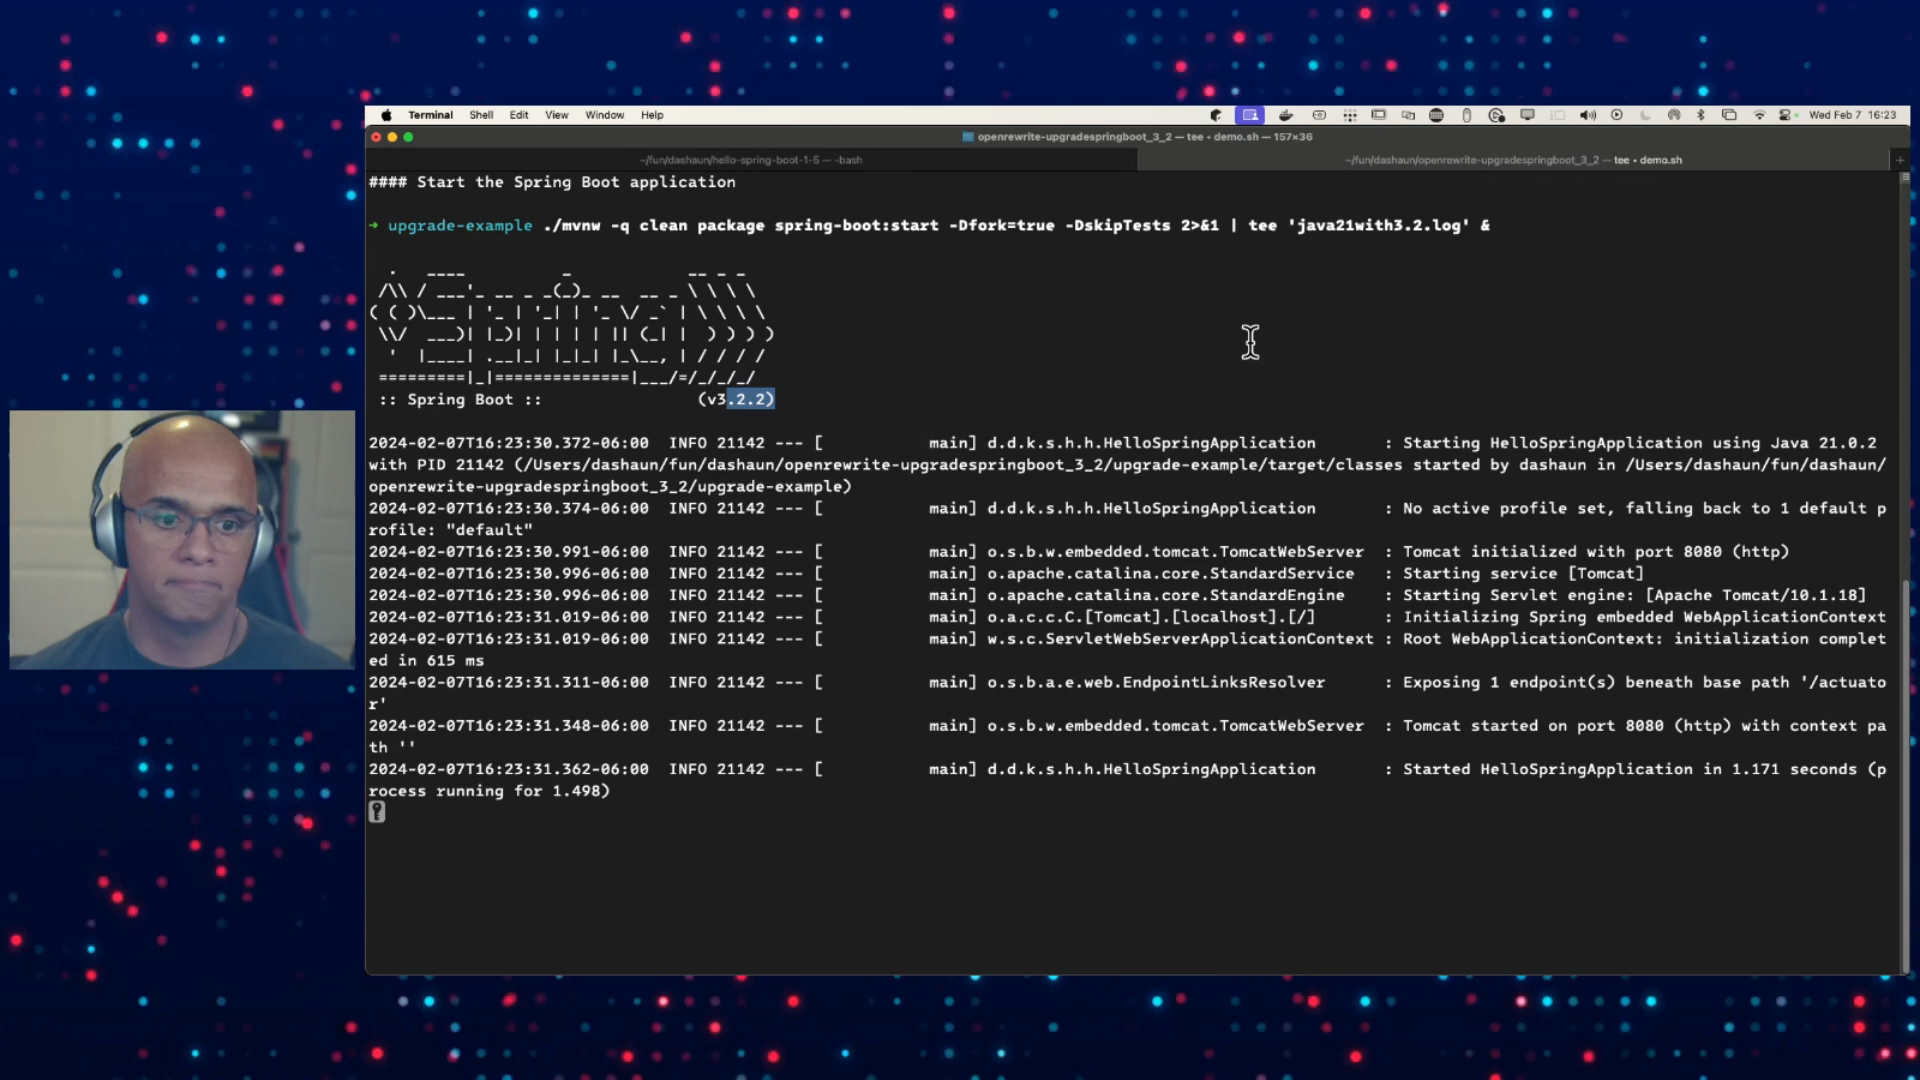 Terminal Shell Edit View Window Help Wed Feb 7 16:23
openrewrite-upgradespringboot_3_2 — tee • demo.sh — 157×36
~/fun/dashaun/hello-spring-boot-1-5 — -bash ~/fun/dashaun/openrewrite-upgradespringboot_3_2 — tee • demo.sh +
#### Start the Spring Boot application
➜ upgrade-example ./mvnw -q clean package spring-boot:start -Dfork=true -DskipTests 2>&1 | tee 'java21with3.2.log' &
  .   ____          _            __ _ _
 /\\ / ___'_ __ _ _(_)_ __  __ _ \ \ \ \
( ( )\___ | '_ | '_| | '_ \/ _` | \ \ \ \
 \\/  ___)| |_)| | | | | || (_| |  ) ) ) )
  '  |____| .__|_| |_|_| |_\__, | / / / /
 =========|_|==============|___/=/_/_/_/
 :: Spring Boot ::                (v3.2.2)
2024-02-07T16:23:30.372-06:00  INFO 21142 --- [           main] d.d.k.s.h.h.HelloSpringApplication       : Starting HelloSpringApplication using Java 21.0.2
with PID 21142 (/Users/dashaun/fun/dashaun/openrewrite-upgradespringboot_3_2/upgrade-example/target/classes started by dashaun in /Users/dashaun/fun/dashaun/
openrewrite-upgradespringboot_3_2/upgrade-example)
2024-02-07T16:23:30.374-06:00  INFO 21142 --- [           main] d.d.k.s.h.h.HelloSpringApplication       : No active profile set, falling back to 1 default p
rofile: "default"
2024-02-07T16:23:30.991-06:00  INFO 21142 --- [           main] o.s.b.w.embedded.tomcat.TomcatWebServer  : Tomcat initialized with port 8080 (http)
2024-02-07T16:23:30.996-06:00  INFO 21142 --- [           main] o.apache.catalina.core.StandardService   : Starting service [Tomcat]
2024-02-07T16:23:30.996-06:00  INFO 21142 --- [           main] o.apache.catalina.core.StandardEngine    : Starting Servlet engine: [Apache Tomcat/10.1.18]
2024-02-07T16:23:31.019-06:00  INFO 21142 --- [           main] o.a.c.c.C.[Tomcat].[localhost].[/]       : Initializing Spring embedded WebApplicationContext
2024-02-07T16:23:31.019-06:00  INFO 21142 --- [           main] w.s.c.ServletWebServerApplicationContext : Root WebApplicationContext: initialization complet
ed in 615 ms
2024-02-07T16:23:31.311-06:00  INFO 21142 --- [           main] o.s.b.a.e.web.EndpointLinksResolver      : Exposing 1 endpoint(s) beneath base path '/actuato
r'
2024-02-07T16:23:31.348-06:00  INFO 21142 --- [           main] o.s.b.w.embedded.tomcat.TomcatWebServer  : Tomcat started on port 8080 (http) with context pa
th ''
2024-02-07T16:23:31.362-06:00  INFO 21142 --- [           main] d.d.k.s.h.h.HelloSpringApplication       : Started HelloSpringApplication in 1.171 seconds (p
rocess running for 1.498)